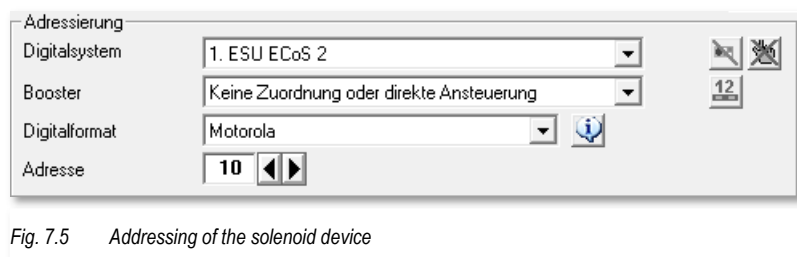 Adressierung
Digitalsystem 1. ESU ECoS 2
Booster Keine Zuordnung oder direkte Ansteuerung 12
Digitalformat Motorola
Adresse 10
Fig. 7.5 Addressing of the solenoid device